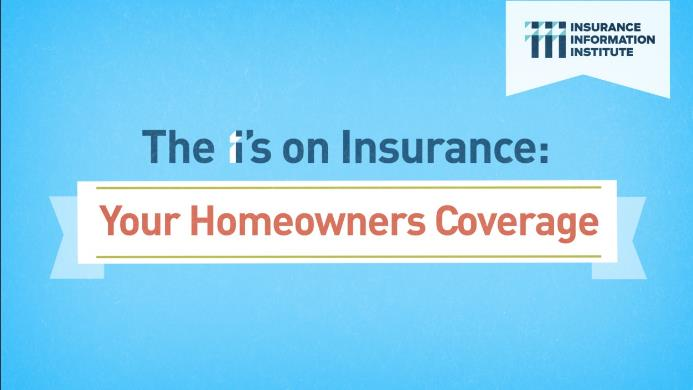 INSURANCE
INFORMATION
INSTITUTE
The i's on Insurance:
Your Homeowners Coverage